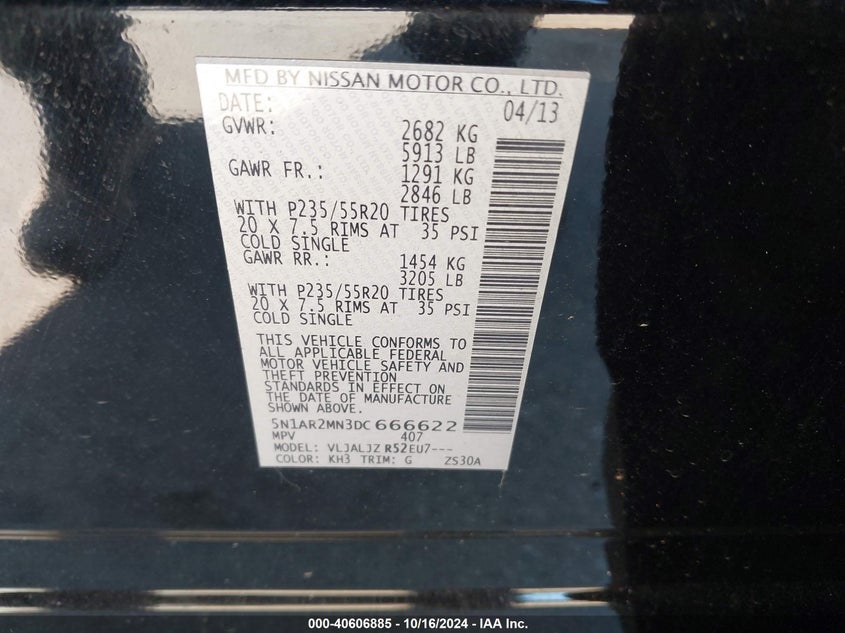 MFD BY NISSAN MOTOR CO., LTD.
DATE: 04/13
GVWR: 2682 KG
5913 LB
GAWR FR.: 1291 KG
2846 LB
WITH P235/55R20 TIRES
20 X 7.5 RIMS AT 35 PSI
COLD SINGLE
GAWR RR.: 1454 KG
3205 LB
WITH P235/55R20 TIRES
20 X 7.5 RIMS AT 35 PSI
COLD SINGLE
THIS VEHICLE CONFORMS TO
ALL APPLICABLE FEDERAL
MOTOR VEHICLE SAFETY AND
THEFT PREVENTION
STANDARDS IN EFFECT ON
THE DATE OF MANUFACTURE
SHOWN ABOVE.
5N1AR2MN3DC666622
MPV 407
MODEL: VLJALJZ R52EU7---
COLOR: KH3 TRIM: G ZS30A
000-40606885 - 10/16/2024 - IAA Inc.